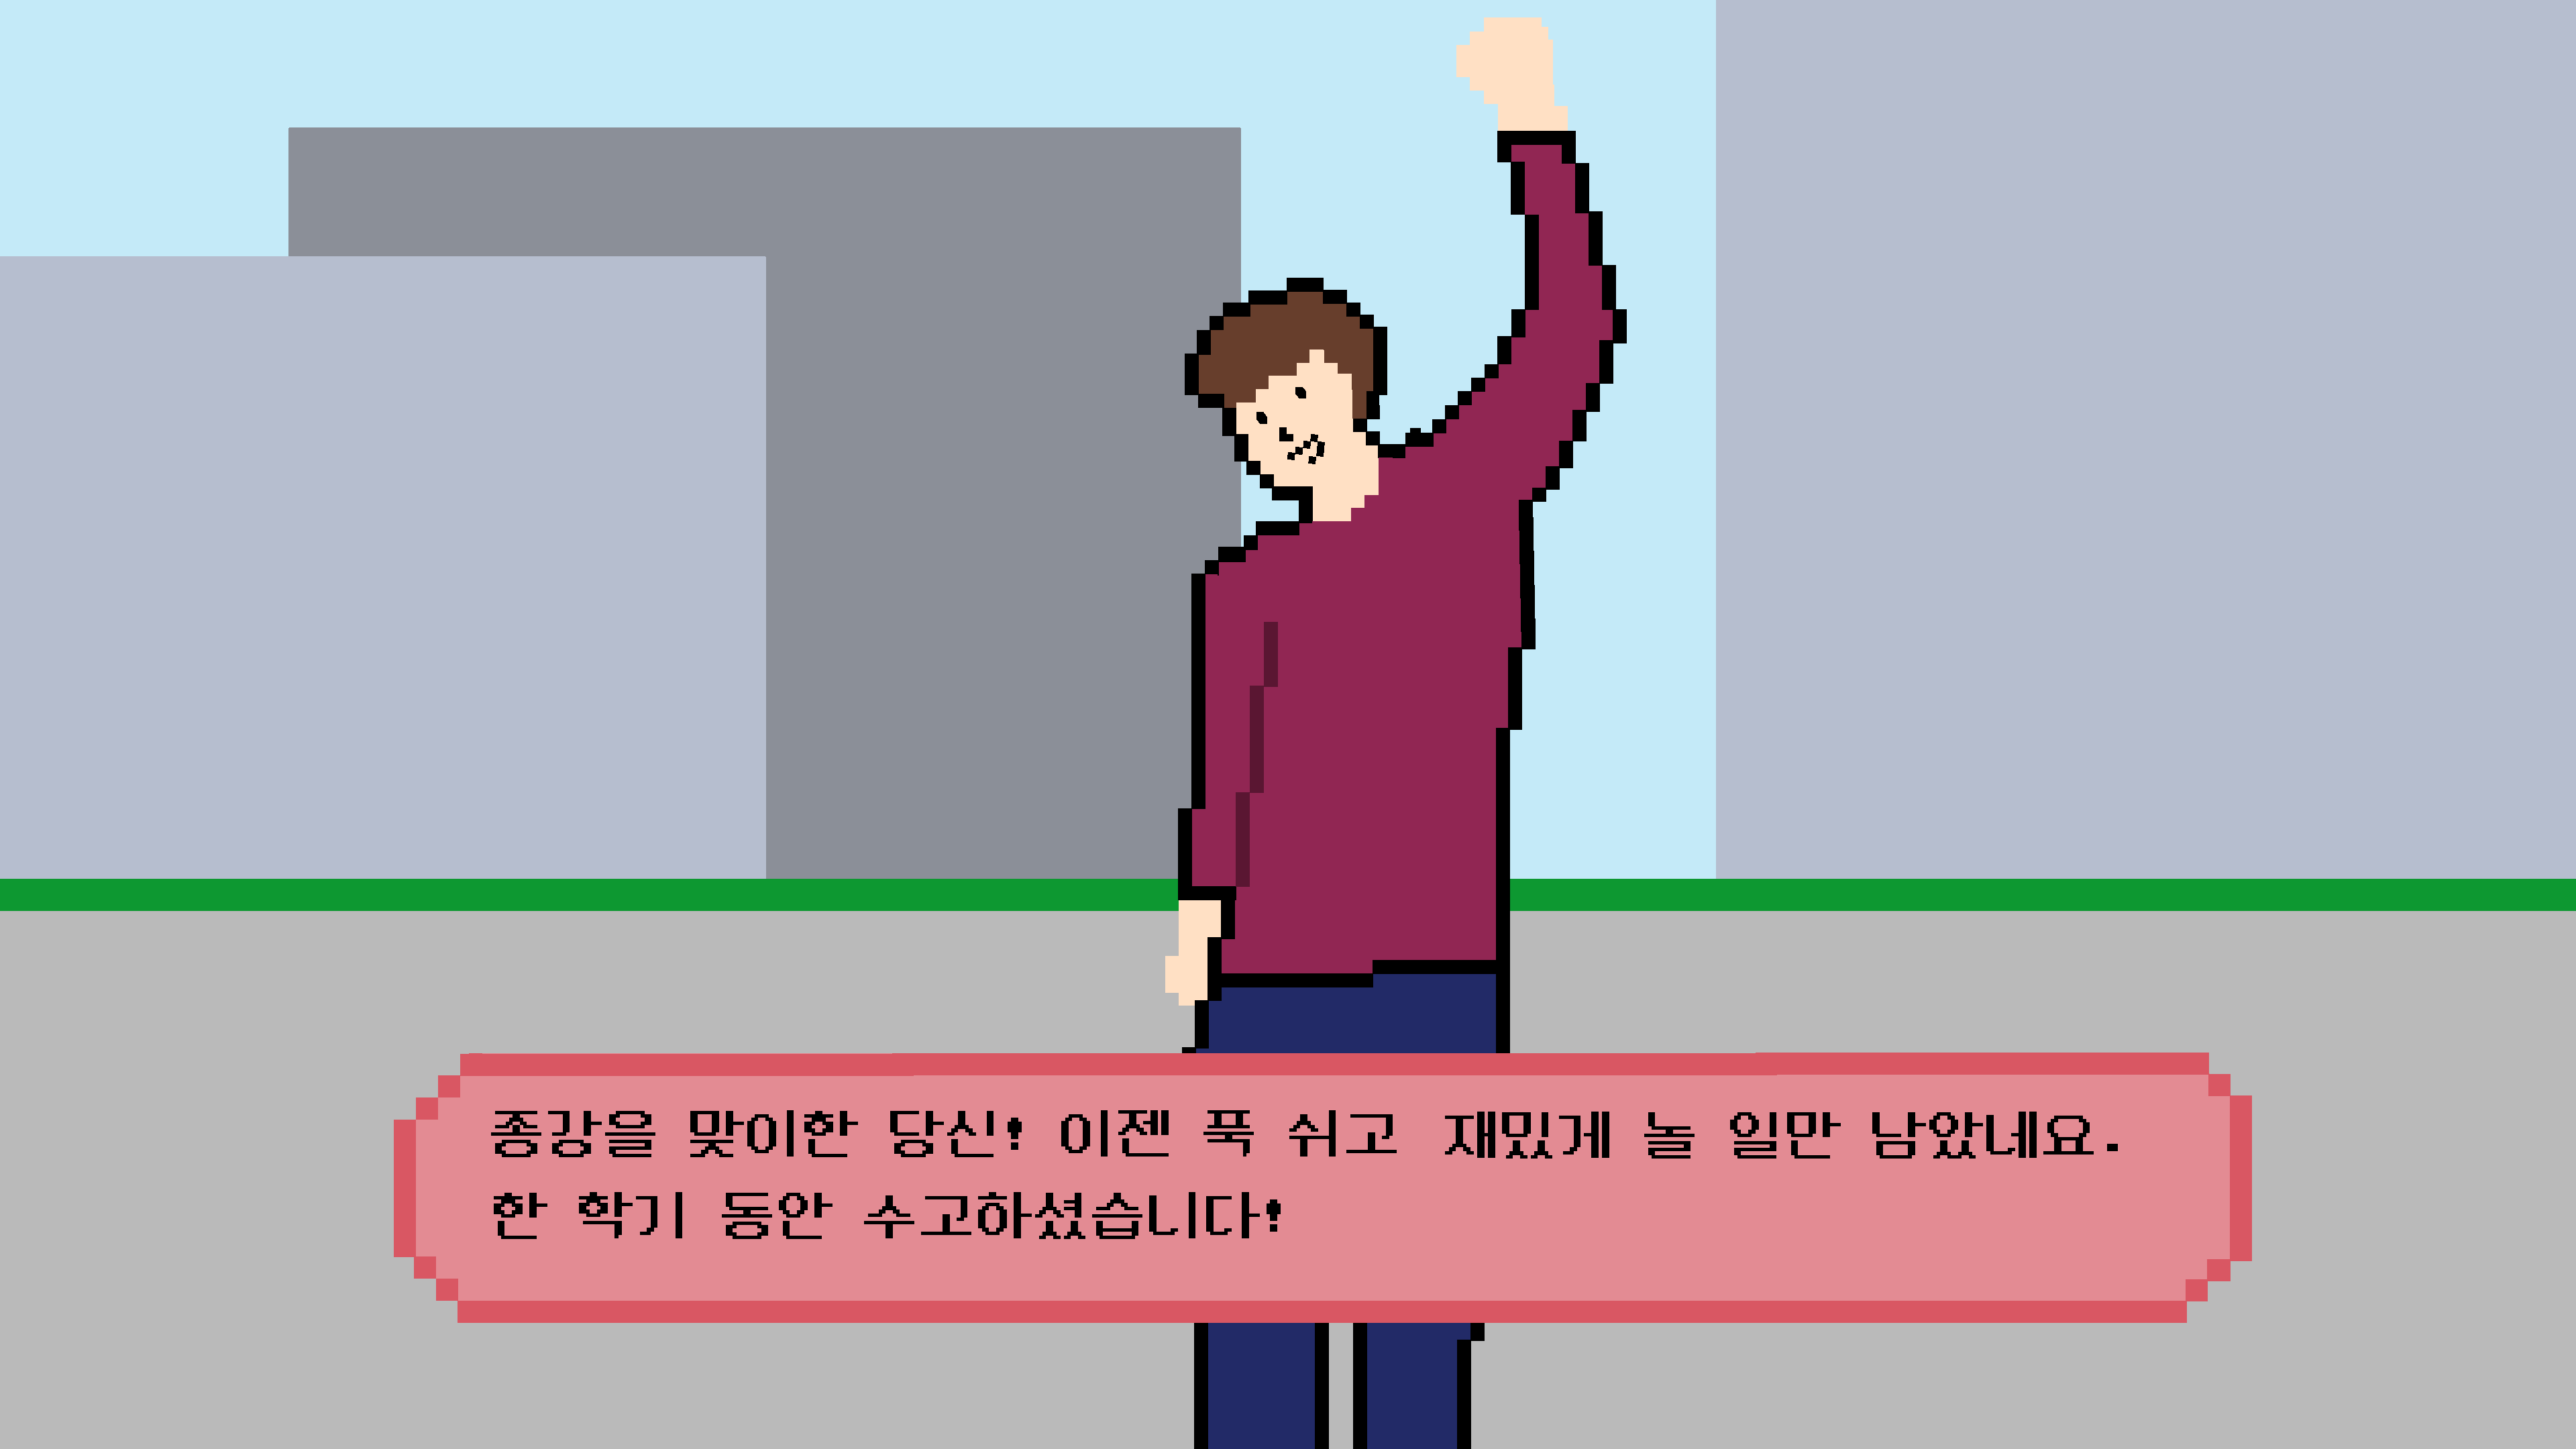 종강을 맞이한 당신! 이젠 푹 쉬고 재밌게 놀 일만 남았네요.
한 학기 동안 수고하셨습니다!